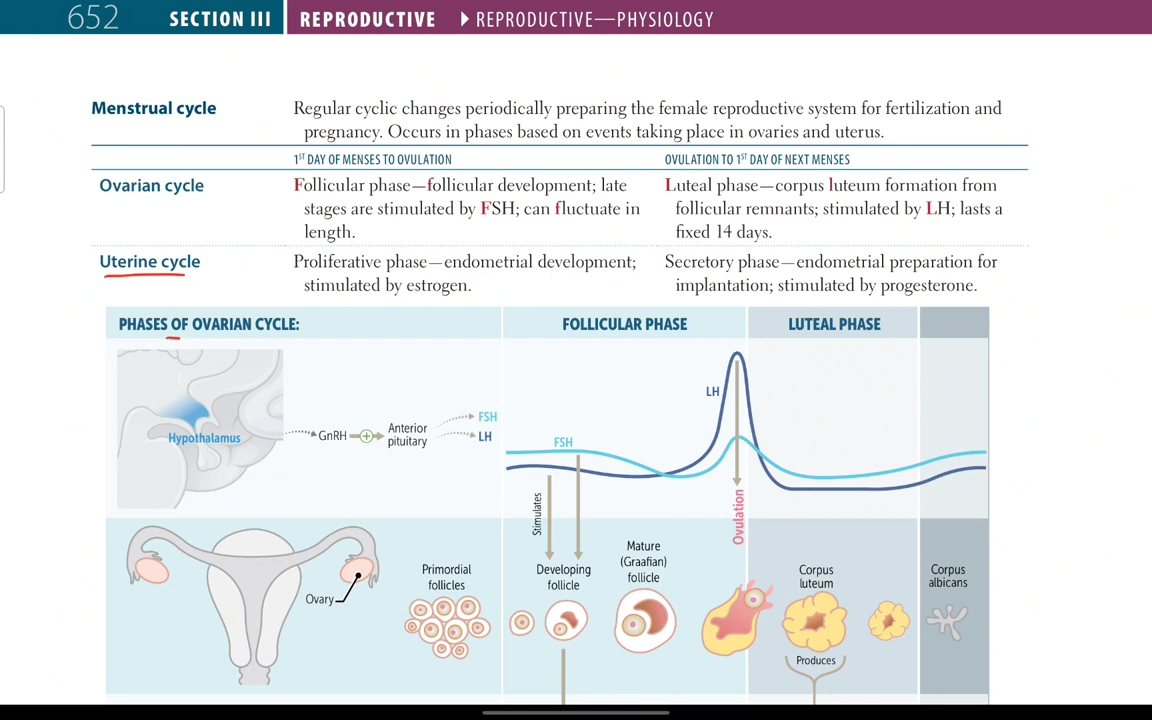 652 SECTION III REPRODUCTIVE ▶ REPRODUCTIVE—PHYSIOLOGY
Menstrual cycle
Regular cyclic changes periodically preparing the female reproductive system for fertilization and
pregnancy. Occurs in phases based on events taking place in ovaries and uterus.
1ST DAY OF MENSES TO OVULATION
OVULATION TO 1ST DAY OF NEXT MENSES
Ovarian cycle
Follicular phase—follicular development; late
stages are stimulated by FSH; can fluctuate in
length.
Luteal phase—corpus luteum formation from
follicular remnants; stimulated by LH; lasts a
fixed 14 days.
Uterine cycle
Proliferative phase—endometrial development;
stimulated by estrogen.
Secretory phase—endometrial preparation for
implantation; stimulated by progesterone.
PHASES OF OVARIAN CYCLE:
FOLLICULAR PHASE
LUTEAL PHASE
Hypothalamus
GnRH
+
Anterior
pituitary
FSH
LH
FSH
LH
Stimulates
Ovulation
Ovary
Primordial
follicles
Developing
follicle
Mature
(Graafian)
follicle
Corpus
luteum
Corpus
albicans
Produces